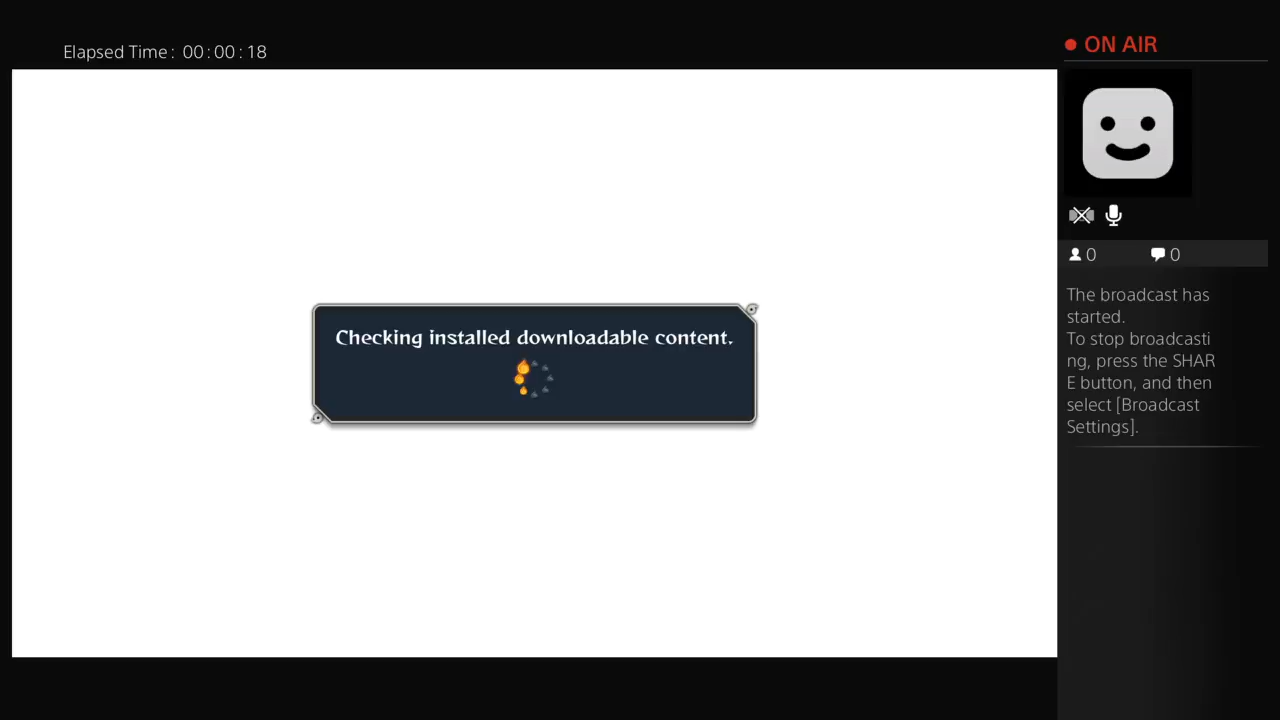 Elapsed Time: 00:00:18
ON AIR
0 0
Checking installed downloadable content.
The broadcast has
started.
To stop broadcasti
ng, press the SHAR
E button, and then
select [Broadcast
Settings].